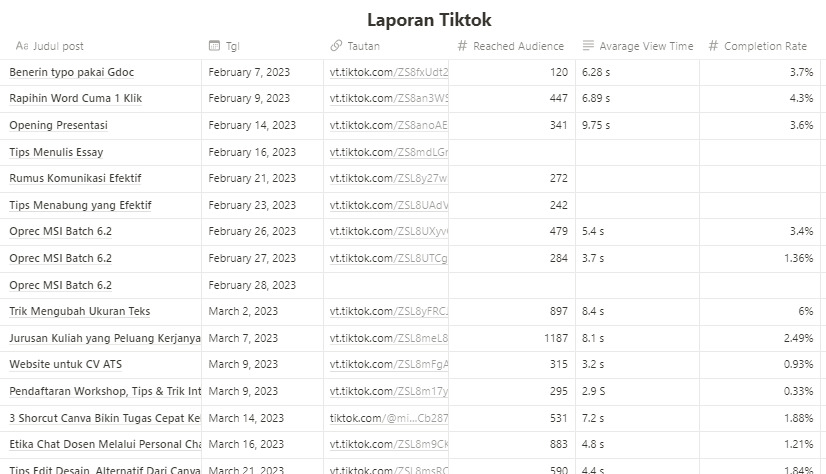 Laporan Tiktok
Aa Judul post Tgl Tautan # Reached Audience Avarage View Time # Completion Rate
Benerin typo pakai Gdoc February 7, 2023 vt.tiktok.com/ZS8fxUdt2 120 6.28 s 3.7%
Rapihin Word Cuma 1 Klik February 9, 2023 vt.tiktok.com/ZS8an3WS 447 6.89 s 4.3%
Opening Presentasi February 14, 2023 vt.tiktok.com/ZS8anoAE 341 9.75 s 3.6%
Tips Menulis Essay February 16, 2023 vt.tiktok.com/ZS8mdLGr
Rumus Komunikasi Efektif February 21, 2023 vt.tiktok.com/ZSL8y27w 272
Tips Menabung yang Efektif February 23, 2023 vt.tiktok.com/ZSL8UAdV 242
Oprec MSI Batch 6.2 February 26, 2023 vt.tiktok.com/ZSL8UXyv 479 5.4 s 3.4%
Oprec MSI Batch 6.2 February 27, 2023 vt.tiktok.com/ZSL8UTCg 284 3.7 s 1.36%
Oprec MSI Batch 6.2 February 28, 2023
Trik Mengubah Ukuran Teks March 2, 2023 vt.tiktok.com/ZSL8yFRC 897 8.4 s 6%
Jurusan Kuliah yang Peluang Kerjanya March 7, 2023 vt.tiktok.com/ZSL8meL8 1187 8.1 s 2.49%
Website untuk CV ATS March 9, 2023 vt.tiktok.com/ZSL8mFgA 315 3.2 s 0.93%
Pendaftaran Workshop, Tips & Trik Int March 9, 2023 vt.tiktok.com/ZSL8m17y 295 2.9 S 0.33%
3 Shorcut Canva Bikin Tugas Cepat Ke March 14, 2023 tiktok.com/@mi...Cb287 531 7.2 s 1.88%
Etika Chat Dosen Melalui Personal Cha March 16, 2023 vt.tiktok.com/ZSL8m9CK 883 4.8 s 1.21%
Tips Edit Desain, Alternatif Dari Canva March 21, 2023 vt.tiktok.com/ZSL8msRC 590 4.4 s 1.84%